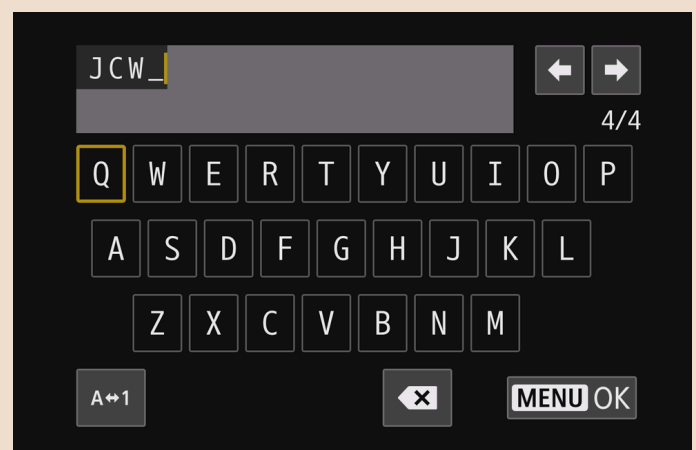 JCW_
4/4
Q W E R T Y U I O P
A S D F G H J K L
Z X C V B N M
A↔1 MENU OK